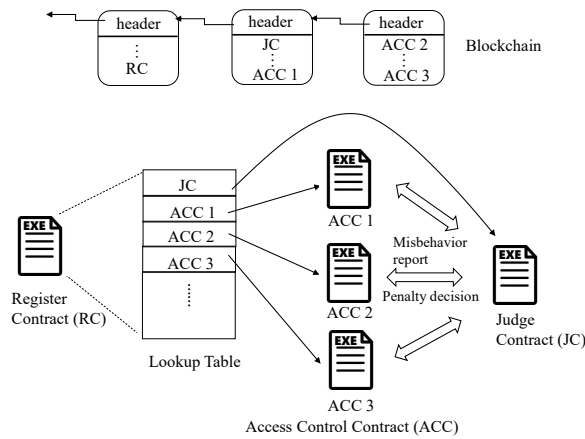 header
⋮
RC
header
JC
⋮
ACC 1
header
ACC 2
⋮
ACC 3
Blockchain
JC
ACC 1
ACC 2
ACC 3
⋮
Lookup Table
EXE
Register
Contract (RC)
EXE
ACC 1
EXE
ACC 2
EXE
ACC 3
Access Control Contract (ACC)
Misbehavior
report
Penalty decision
EXE
Judge
Contract (JC)